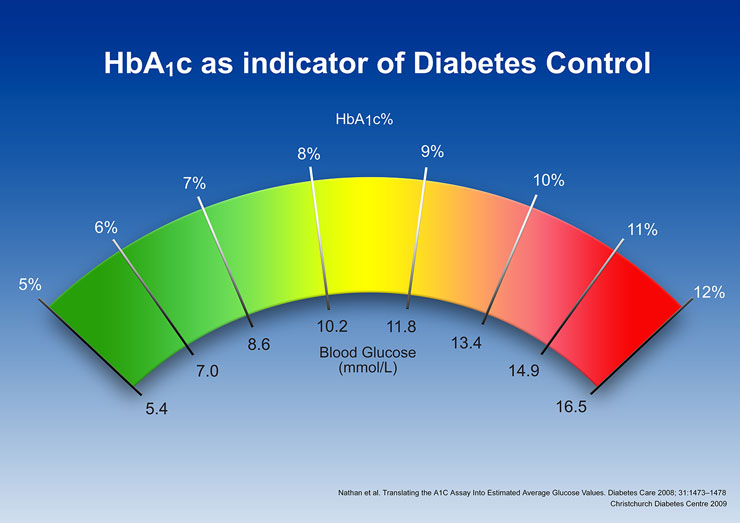 HbA1c as indicator of Diabetes Control
HbA1c%
5%
6%
7%
8%
9%
10%
11%
12%
5.4
7.0
8.6
10.2
11.8
13.4
14.9
16.5
Blood Glucose
(mmol/L)
Nathan et al. Translating the A1C Assay Into Estimated Average Glucose Values. Diabetes Care 2008; 31:1473–1478
Christchurch Diabetes Centre 2009